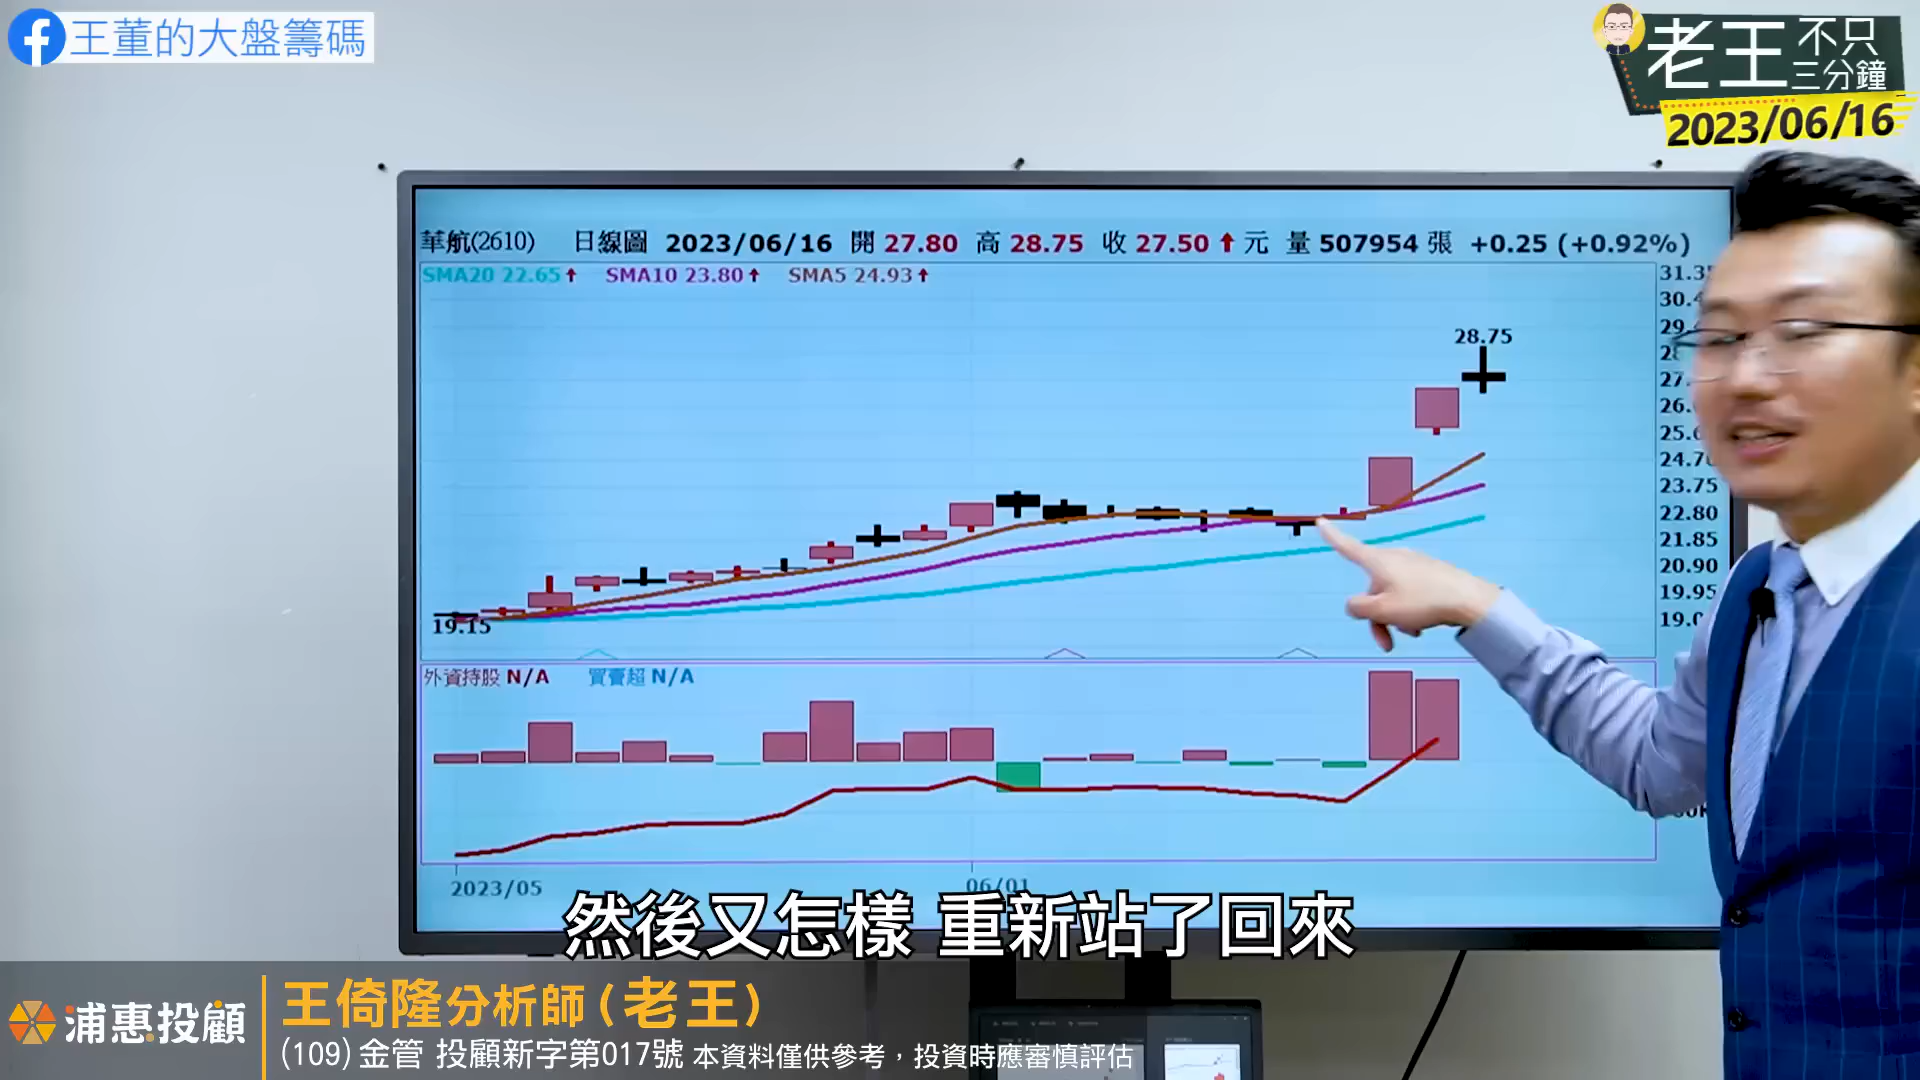 王董的大盤籌碼
老王 不只三分鐘
2023/06/16
華航(2610) 日線圖 2023/06/16 開 27.80 高 28.75 收 27.50 ↑ 元 量 507954 張 +0.25 (+0.92%)
SMA20 22.65↑ SMA10 23.80↑ SMA5 24.93↑
30.4
28.75
24.70
23.75
22.80
21.85
20.90
19.95
19.15
外資持股 N/A 買賣超 N/A
2023/05 06/01
然後又怎樣 重新站了回來
浦惠投顧
王倚隆分析師(老王)
(109)金管 投顧新字第017號 本資料僅供參考，投資時應審慎評估